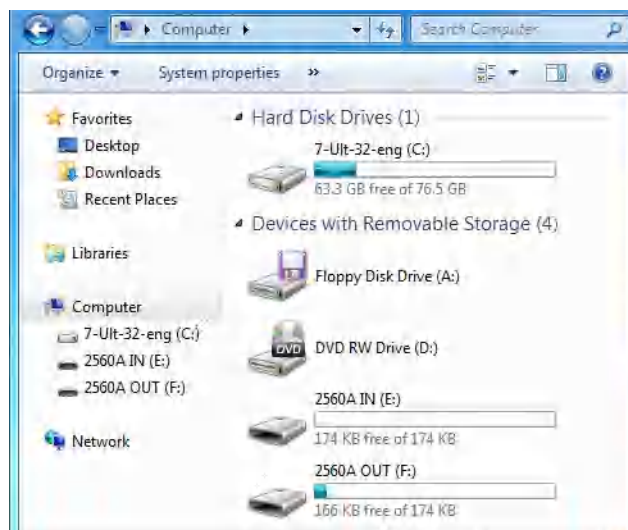 Computer
Search Computer
Organize
System properties
»
Favorites
Desktop
Downloads
Recent Places
Libraries
Computer
7-Ult-32-eng (C:)
2560A IN (E:)
2560A OUT (F:)
Network
Hard Disk Drives (1)
7-Ult-32-eng (C:)
63.3 GB free of 76.5 GB
Devices with Removable Storage (4)
Floppy Disk Drive (A:)
DVD
DVD RW Drive (D:)
2560A IN (E:)
174 KB free of 174 KB
2560A OUT (F:)
166 KB free of 174 KB